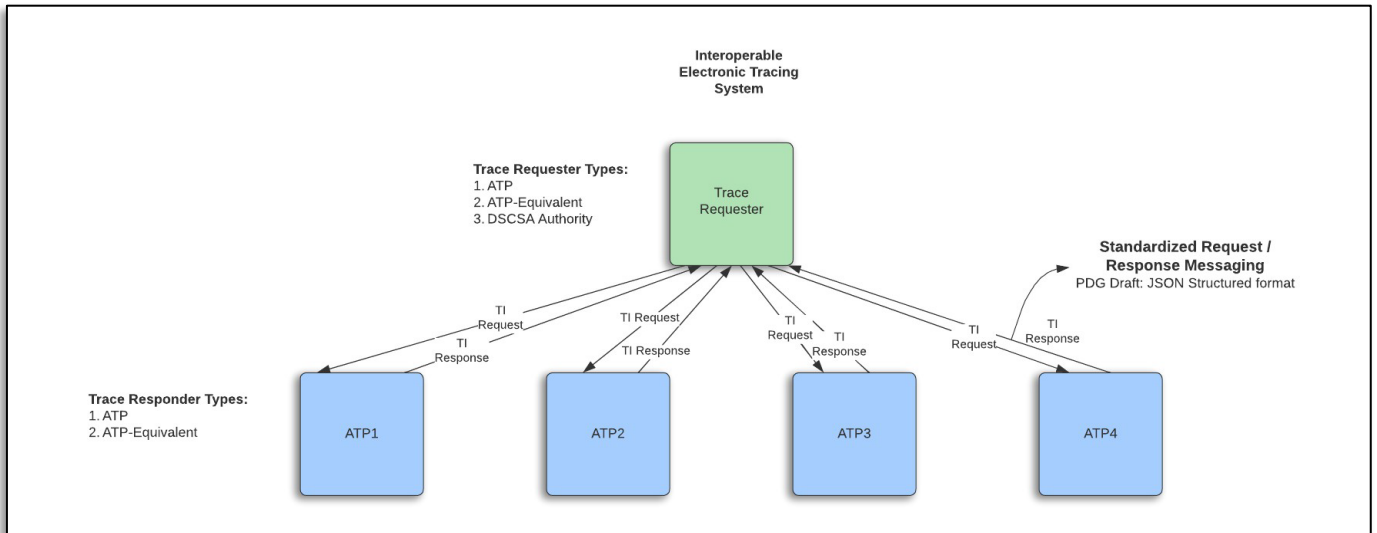 Interoperable
Electronic Tracing
System
Trace Requester Types:
1. ATP
2. ATP-Equivalent
3. DSCSA Authority
Trace
Requester
Standardized Request /
Response Messaging
PDG Draft: JSON Structured format
TI
Request
TI
Response
TI Request
TI Response
TI
Request
TI
Response
TI
Request
TI
Response
Trace Responder Types:
1. ATP
2. ATP-Equivalent
ATP1
ATP2
ATP3
ATP4